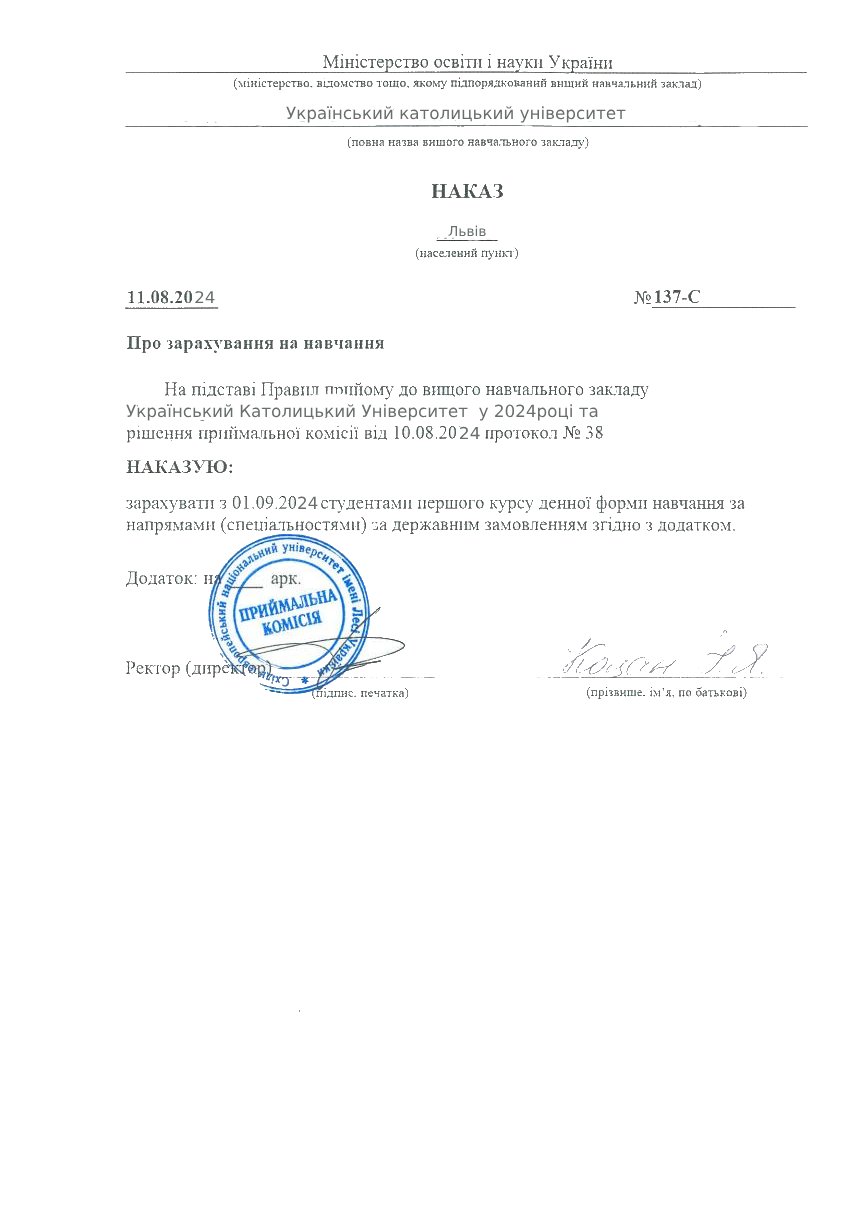 Міністерство освіти і науки України
(міністерство, відомство тощо, якому підпорядкований вищий навчальний заклад)
Український католицький університет
(повна назва вищого навчального закладу)
НАКАЗ
Львів
(населений пункт)
11.08.2024 №137-С
Про зарахування на навчання
На підставі Правил прийому до вищого навчального закладу
Український Католицький Університет у 2024році та
рішення приймальної комісії від 10.08.2024 протокол № 38
НАКАЗУЮ:
зарахувати з 01.09.2024 студентами першого курсу денної форми навчання за
напрямами (спеціальностями) за державним замовленням згідно з додатком.
Додаток: на ____ арк.
Східноєвропейський національний університет імені Лесі Українки
ПРИЙМАЛЬНА
КОМІСІЯ
Ректор (директор) Коцан І.Я.
(підпис, печатка) (прізвище, ім’я, по батькові)